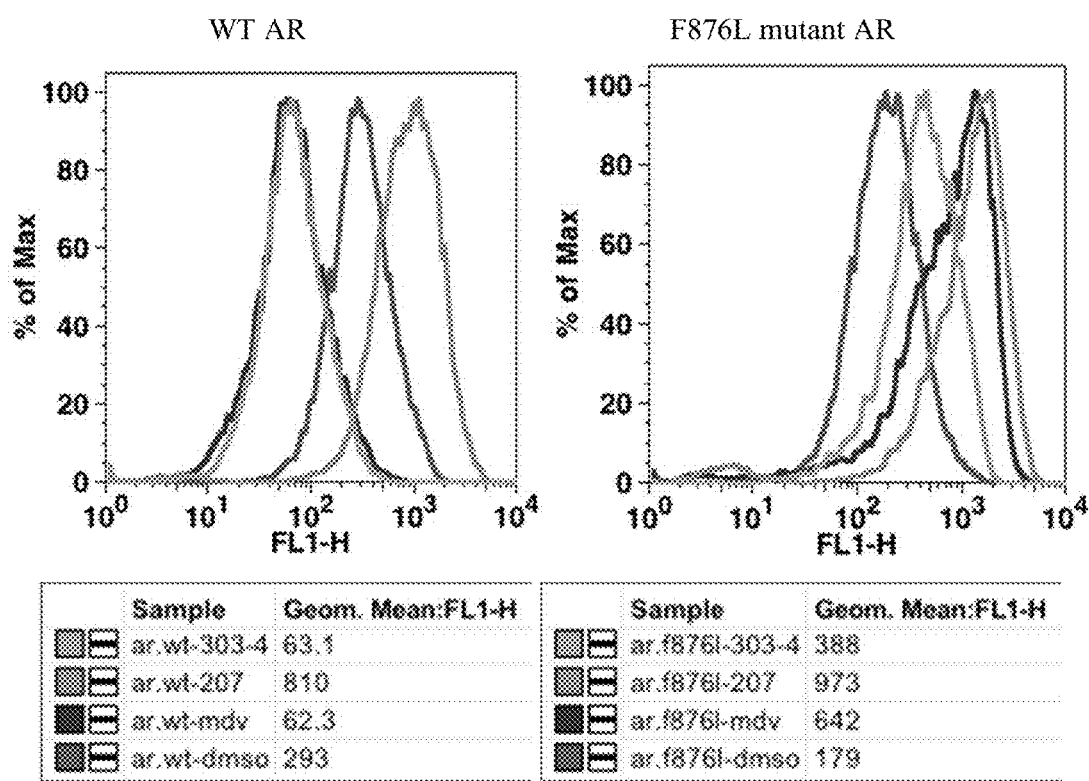 WT AR
F876L mutant AR
% of Max
100
80
60
40
20
0
10^0 10^1 10^2 10^3 10^4
FL1-H
% of Max
100
80
60
40
20
0
10^0 10^1 10^2 10^3 10^4
FL1-H
Sample Geom. Mean:FL1-H
ar.wt-303-4 63.1
ar.wt-207 810
ar.wt-mdv 62.3
ar.wt-dmso 293
Sample Geom. Mean:FL1-H
ar.f876l-303-4 388
ar.f876l-207 973
ar.f876l-mdv 642
ar.f876l-dmso 179